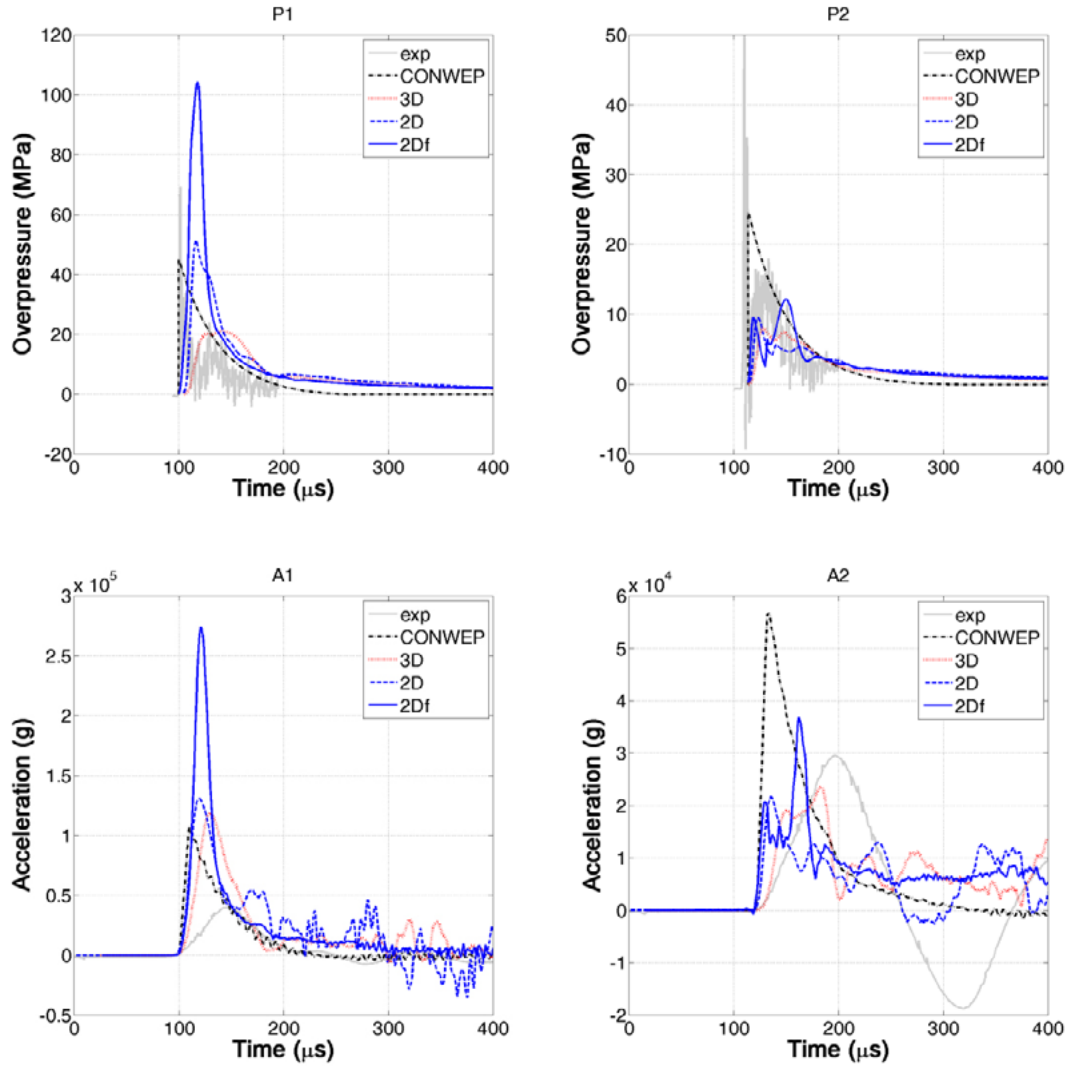 P1
120
100
80
60
40
20
0
-20
0
100
200
300
400
Overpressure (MPa)
Time (μs)
exp
CONWEP
3D
2D
2Df
P2
50
40
30
20
10
0
-10
0
100
200
300
400
Overpressure (MPa)
Time (μs)
exp
CONWEP
3D
2D
2Df
A1
x 10^5
3
2.5
2
1.5
1
0.5
0
-0.5
0
100
200
300
400
Acceleration (g)
Time (μs)
exp
CONWEP
3D
2D
2Df
A2
x 10^4
6
5
4
3
2
1
0
-1
-2
0
100
200
300
400
Acceleration (g)
Time (μs)
exp
CONWEP
3D
2D
2Df